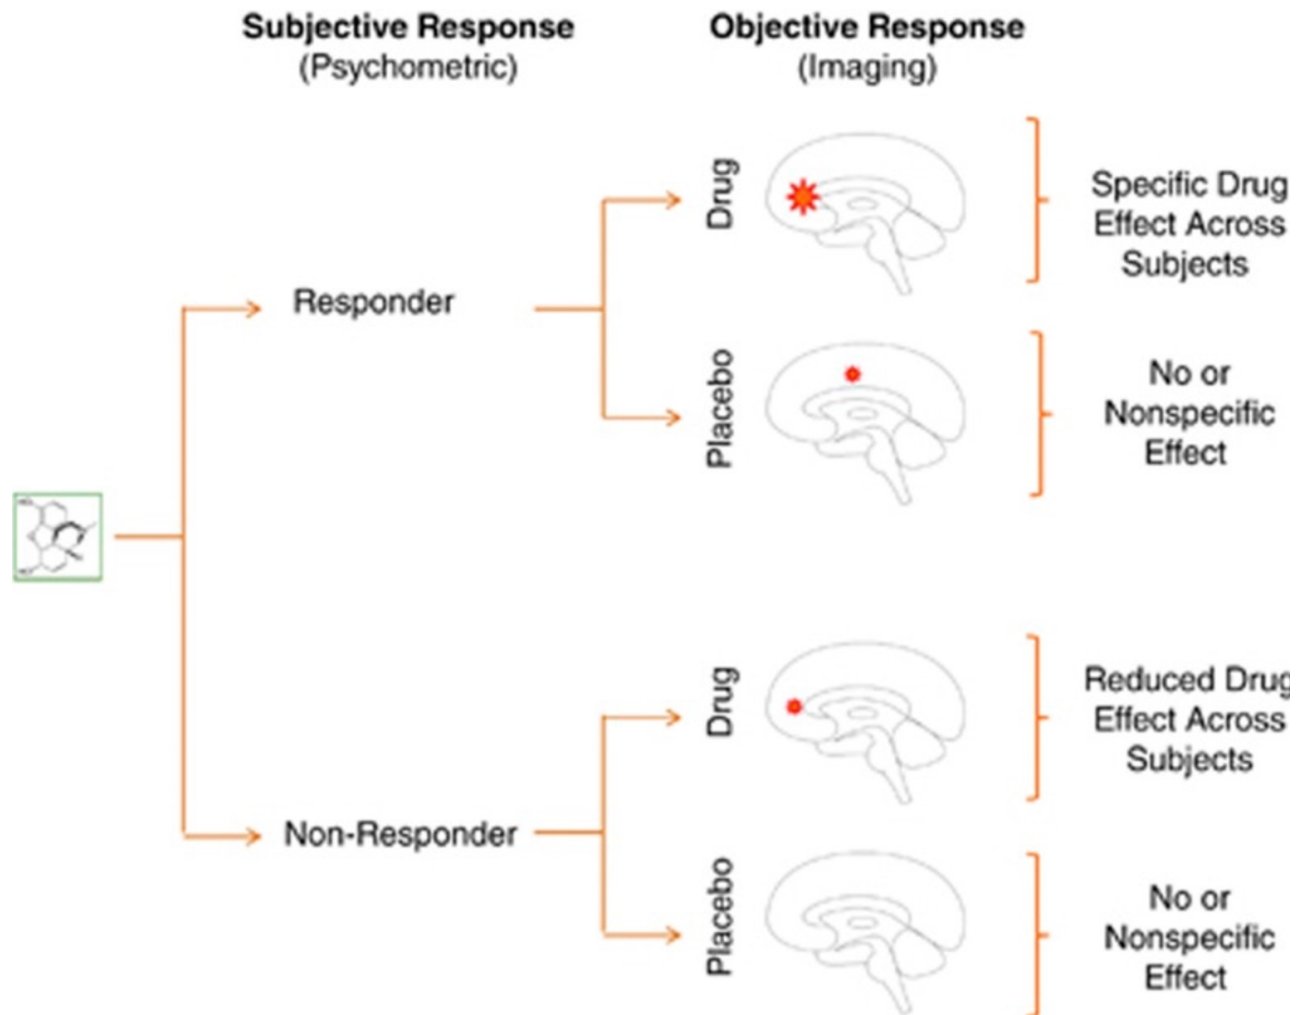 Subjective Response
(Psychometric)
Objective Response
(Imaging)
Responder
Drug
Specific Drug
Effect Across
Subjects
Placebo
No or
Nonspecific
Effect
Non-Responder
Drug
Reduced Drug
Effect Across
Subjects
Placebo
No or
Nonspecific
Effect